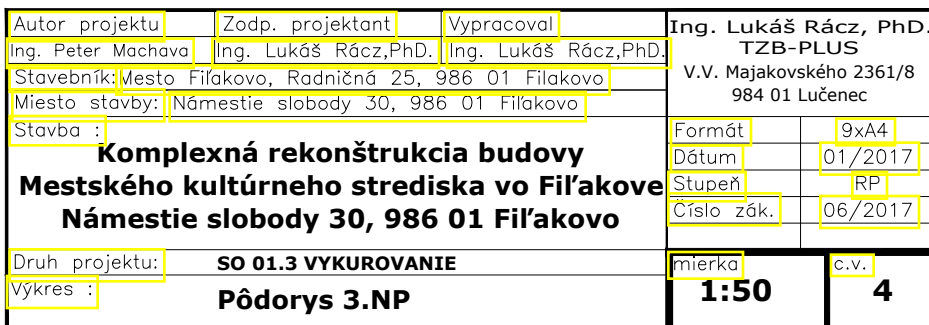 Autor projektu Zodp. projektant Vypracoval
Ing. Peter Machava Ing. Lukáš Rácz,PhD. Ing. Lukáš Rácz,PhD.
Stavebník: Mesto Fiľakovo, Radničná 25, 986 01 Filakovo
Miesto stavby: Námestie slobody 30, 986 01 Fiľakovo
Ing. Lukáš Rácz, PhD.
TZB-PLUS
V.V. Majakovského 2361/8
984 01 Lučenec
Stavba :
Komplexná rekonštrukcia budovy
Mestského kultúrneho strediska vo Fiľakove
Námestie slobody 30, 986 01 Fiľakovo
Formát 9xA4
Dátum 01/2017
Stupeň RP
Číslo zák. 06/2017
Druh projektu: SO 01.3 VYKUROVANIE
Výkres : Pôdorys 3.NP
mierka c.v.
1:50 4